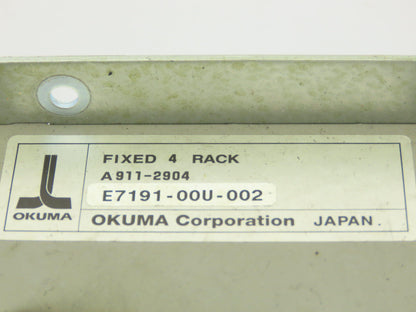 FIXED 4 RACK
A911-2904
E7191-00U-002
OKUMA
OKUMA Corporation JAPAN.